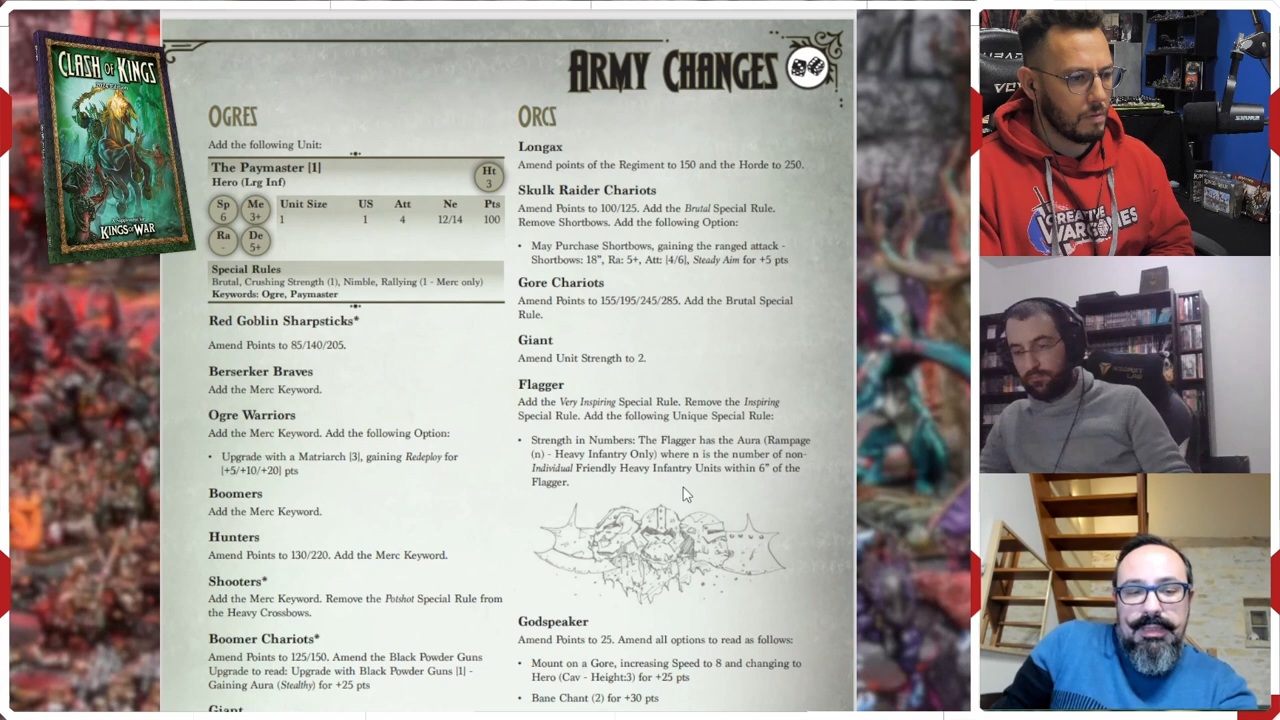 CLASH OF KINGS
KINGS OF WAR
ARMY CHANGES
OGRES
Add the following Unit:
The Paymaster [1]
Hero (Lrg Inf)
Ht
3
Sp
6
Me
3+
Unit Size US Att Ne Pts
1 1 4 12/14 100
Ra
-
De
5+
Special Rules
Brutal, Crushing Strength (1), Nimble, Rallying (1 - Merc only)
Keywords: Ogre, Paymaster
Red Goblin Sharpsticks*
Amend Points to 85/140/205.
Berserker Braves
Add the Merc Keyword.
Ogre Warriors
Add the Merc Keyword. Add the following Option:
• Upgrade with a Matriarch [3], gaining Redeploy for
[+5/+10/+20] pts
Boomers
Add the Merc Keyword.
Hunters
Amend Points to 130/220. Add the Merc Keyword.
Shooters*
Add the Merc Keyword. Remove the Potshot Special Rule from
the Heavy Crossbows.
Boomer Chariots*
Amend Points to 125/150. Amend the Black Powder Guns
Upgrade to read: Upgrade with Black Powder Guns [1] -
Gaining Aura (Stealthy) for +25 pts
Giant
ORCS
Longax
Amend points of the Regiment to 150 and the Horde to 250.
Skulk Raider Chariots
Amend Points to 100/125. Add the Brutal Special Rule.
Remove Shortbows. Add the following Option:
• May Purchase Shortbows, gaining the ranged attack -
Shortbows: 18", Ra: 5+, Att: [4/6], Steady Aim for +5 pts
Gore Chariots
Amend Points to 155/195/245/285. Add the Brutal Special
Rule.
Giant
Amend Unit Strength to 2.
Flagger
Add the Very Inspiring Special Rule. Remove the Inspiring
Special Rule. Add the following Unique Special Rule:
• Strength in Numbers: The Flagger has the Aura (Rampage
(n) - Heavy Infantry Only) where n is the number of non-
Individual Friendly Heavy Infantry Units within 6" of the
Flagger.
Godspeaker
Amend Points to 25. Amend all options to read as follows:
• Mount on a Gore, increasing Speed to 8 and changing to
Hero (Cav - Height:3) for +25 pts
• Bane Chant (2) for +30 pts
CREATIVE
WARGAMES